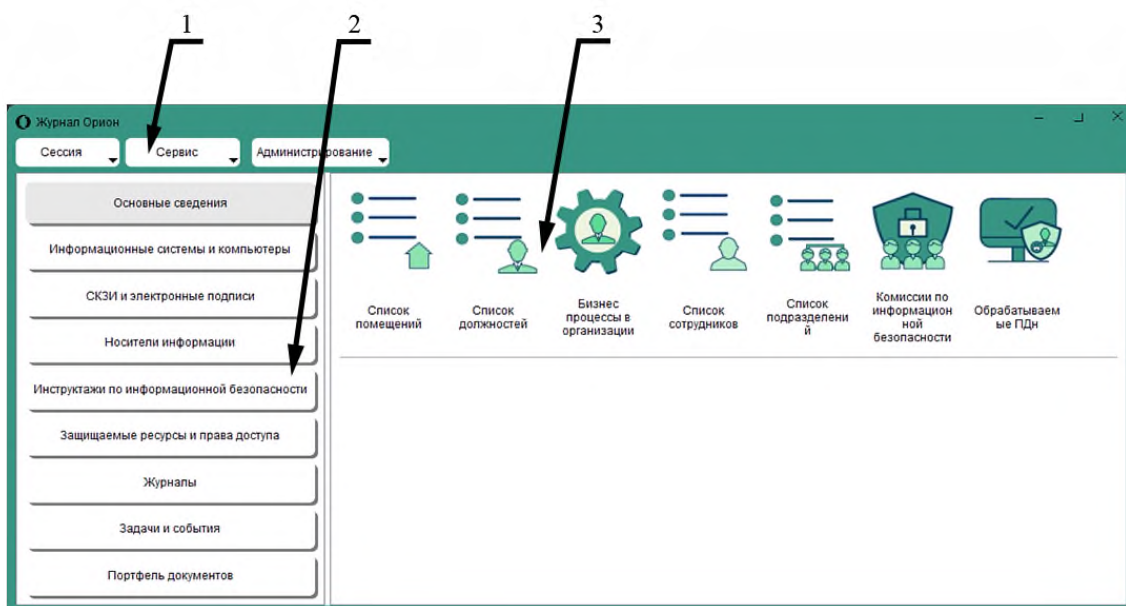 1 2 3
Журнал Орион
Сессия Сервис Администрирование
Основные сведения
Информационные системы и компьютеры
СКЗИ и электронные подписи
Носители информации
Инструктажи по информационной безопасности
Защищаемые ресурсы и права доступа
Журналы
Задачи и события
Портфель документов
Список
помещений
Список
должностей
Бизнес
процессы в
организации
Список
сотрудников
Список
подразделени
й
Комиссии по
информацион
ной
безопасности
Обрабатываем
ые ПДн